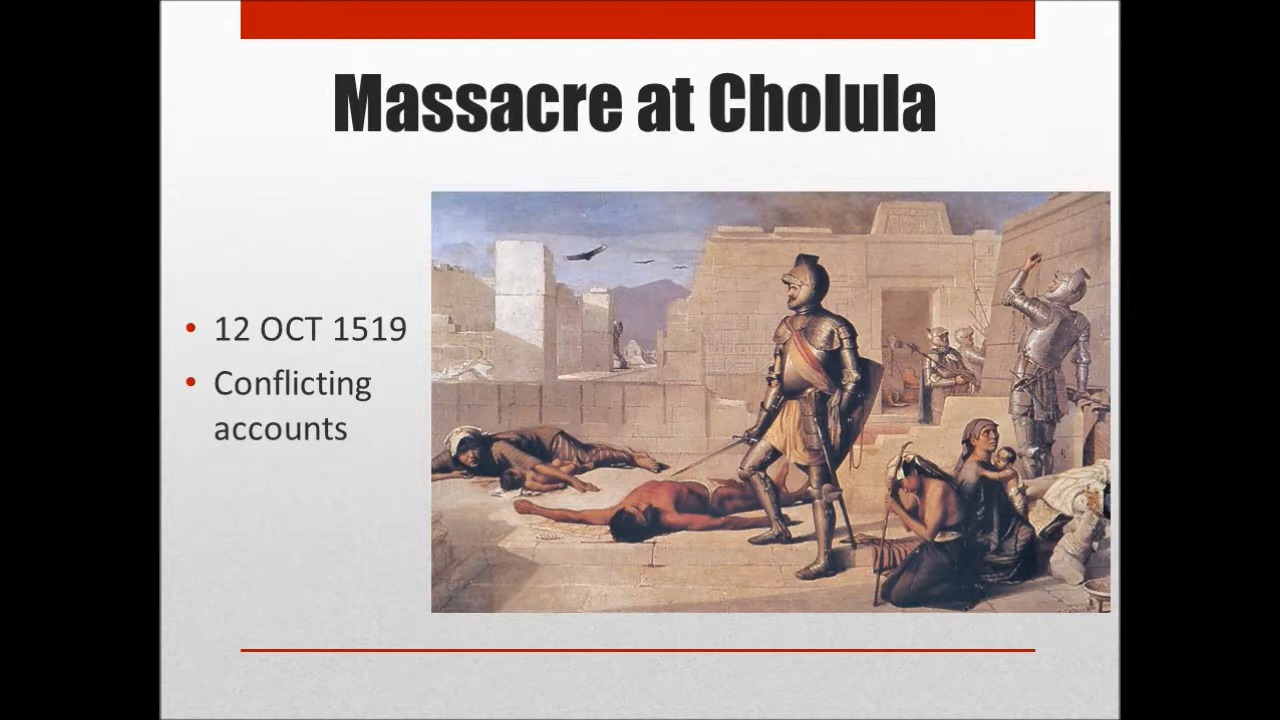 Massacre at Cholula
• 12 OCT 1519
• Conflicting
accounts